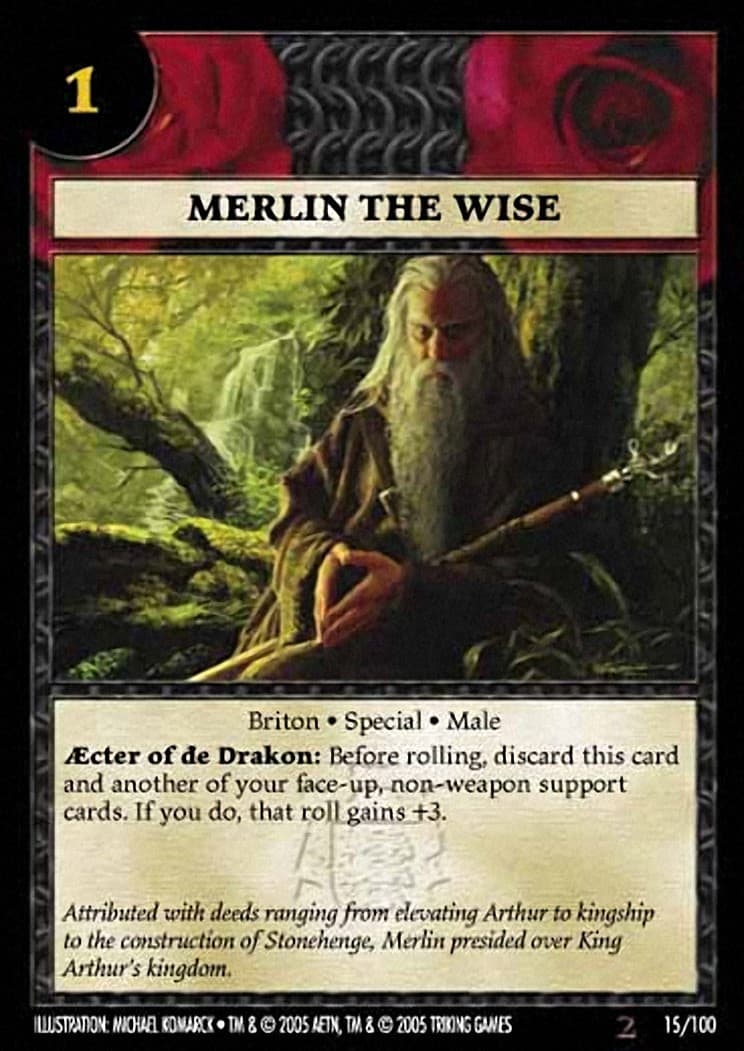 1
MERLIN THE WISE
Briton • Special • Male
Æcter of de Drakon: Before rolling, discard this card
and another of your face-up, non-weapon support
cards. If you do, that roll gains +3.
Attributed with deeds ranging from elevating Arthur to kingship
to the construction of Stonehenge, Merlin presided over King
Arthur's kingdom.
ILLUSTRATION: MICHAEL KOMARCK • TM & © 2005 AETN, TM & © 2005 TRIKING GAMES 2 15/100